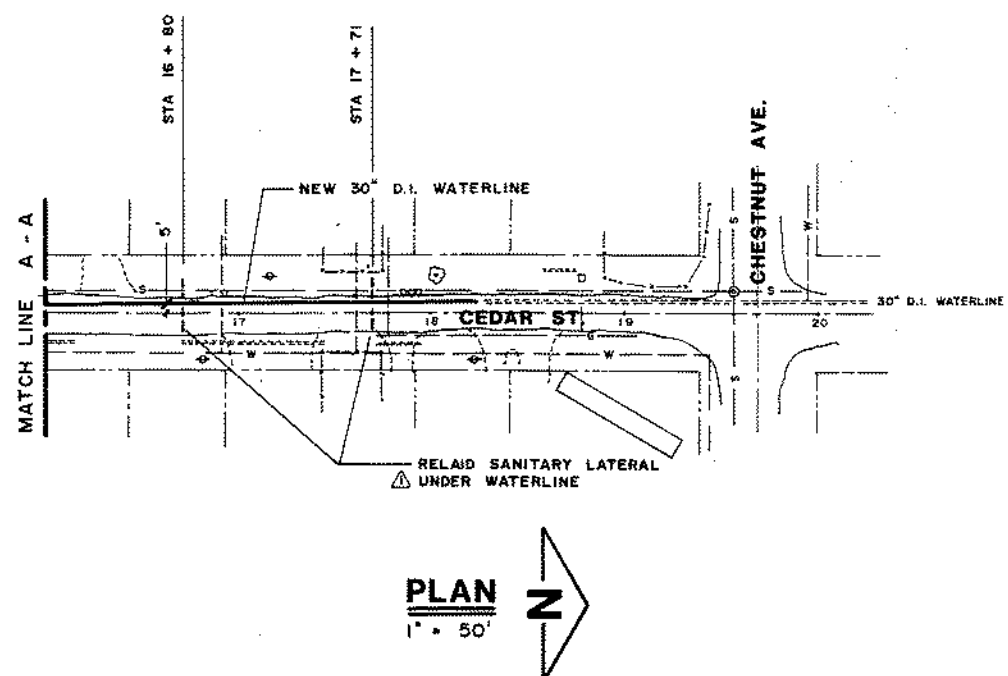 STA 16 + 80
STA 17 + 71
CHESTNUT AVE.
NEW 30" D.I. WATERLINE
MATCH LINE A - A
5'
S
S
S
W
D
S
30" D.I. WATERLINE
17
18
CEDAR ST.
19
20
W
W
S
RELAID SANITARY LATERAL
1 UNDER WATERLINE
PLAN
1" = 50'
N